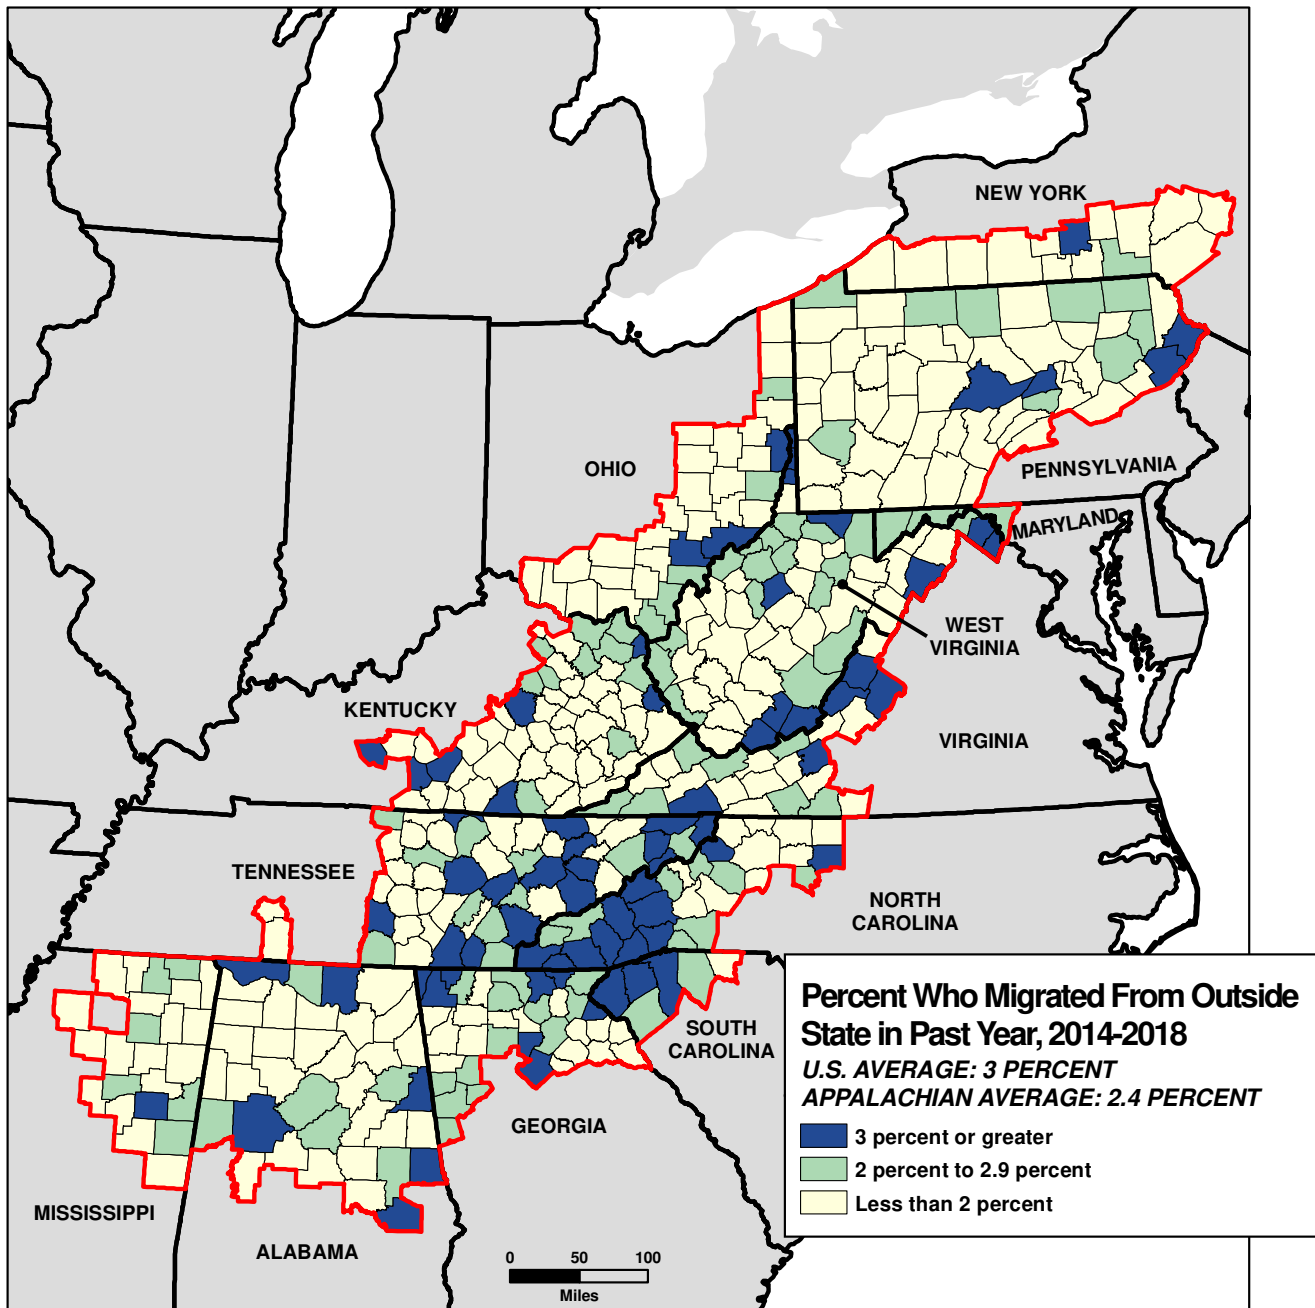 NEW YORK
OHIO
PENNSYLVANIA
MARYLAND
WEST
VIRGINIA
KENTUCKY
VIRGINIA
TENNESSEE
NORTH
CAROLINA
SOUTH
CAROLINA
GEORGIA
MISSISSIPPI
ALABAMA
Percent Who Migrated From Outside
State in Past Year, 2014-2018
U.S. AVERAGE: 3 PERCENT
APPALACHIAN AVERAGE: 2.4 PERCENT
3 percent or greater
2 percent to 2.9 percent
Less than 2 percent
0 50 100
Miles